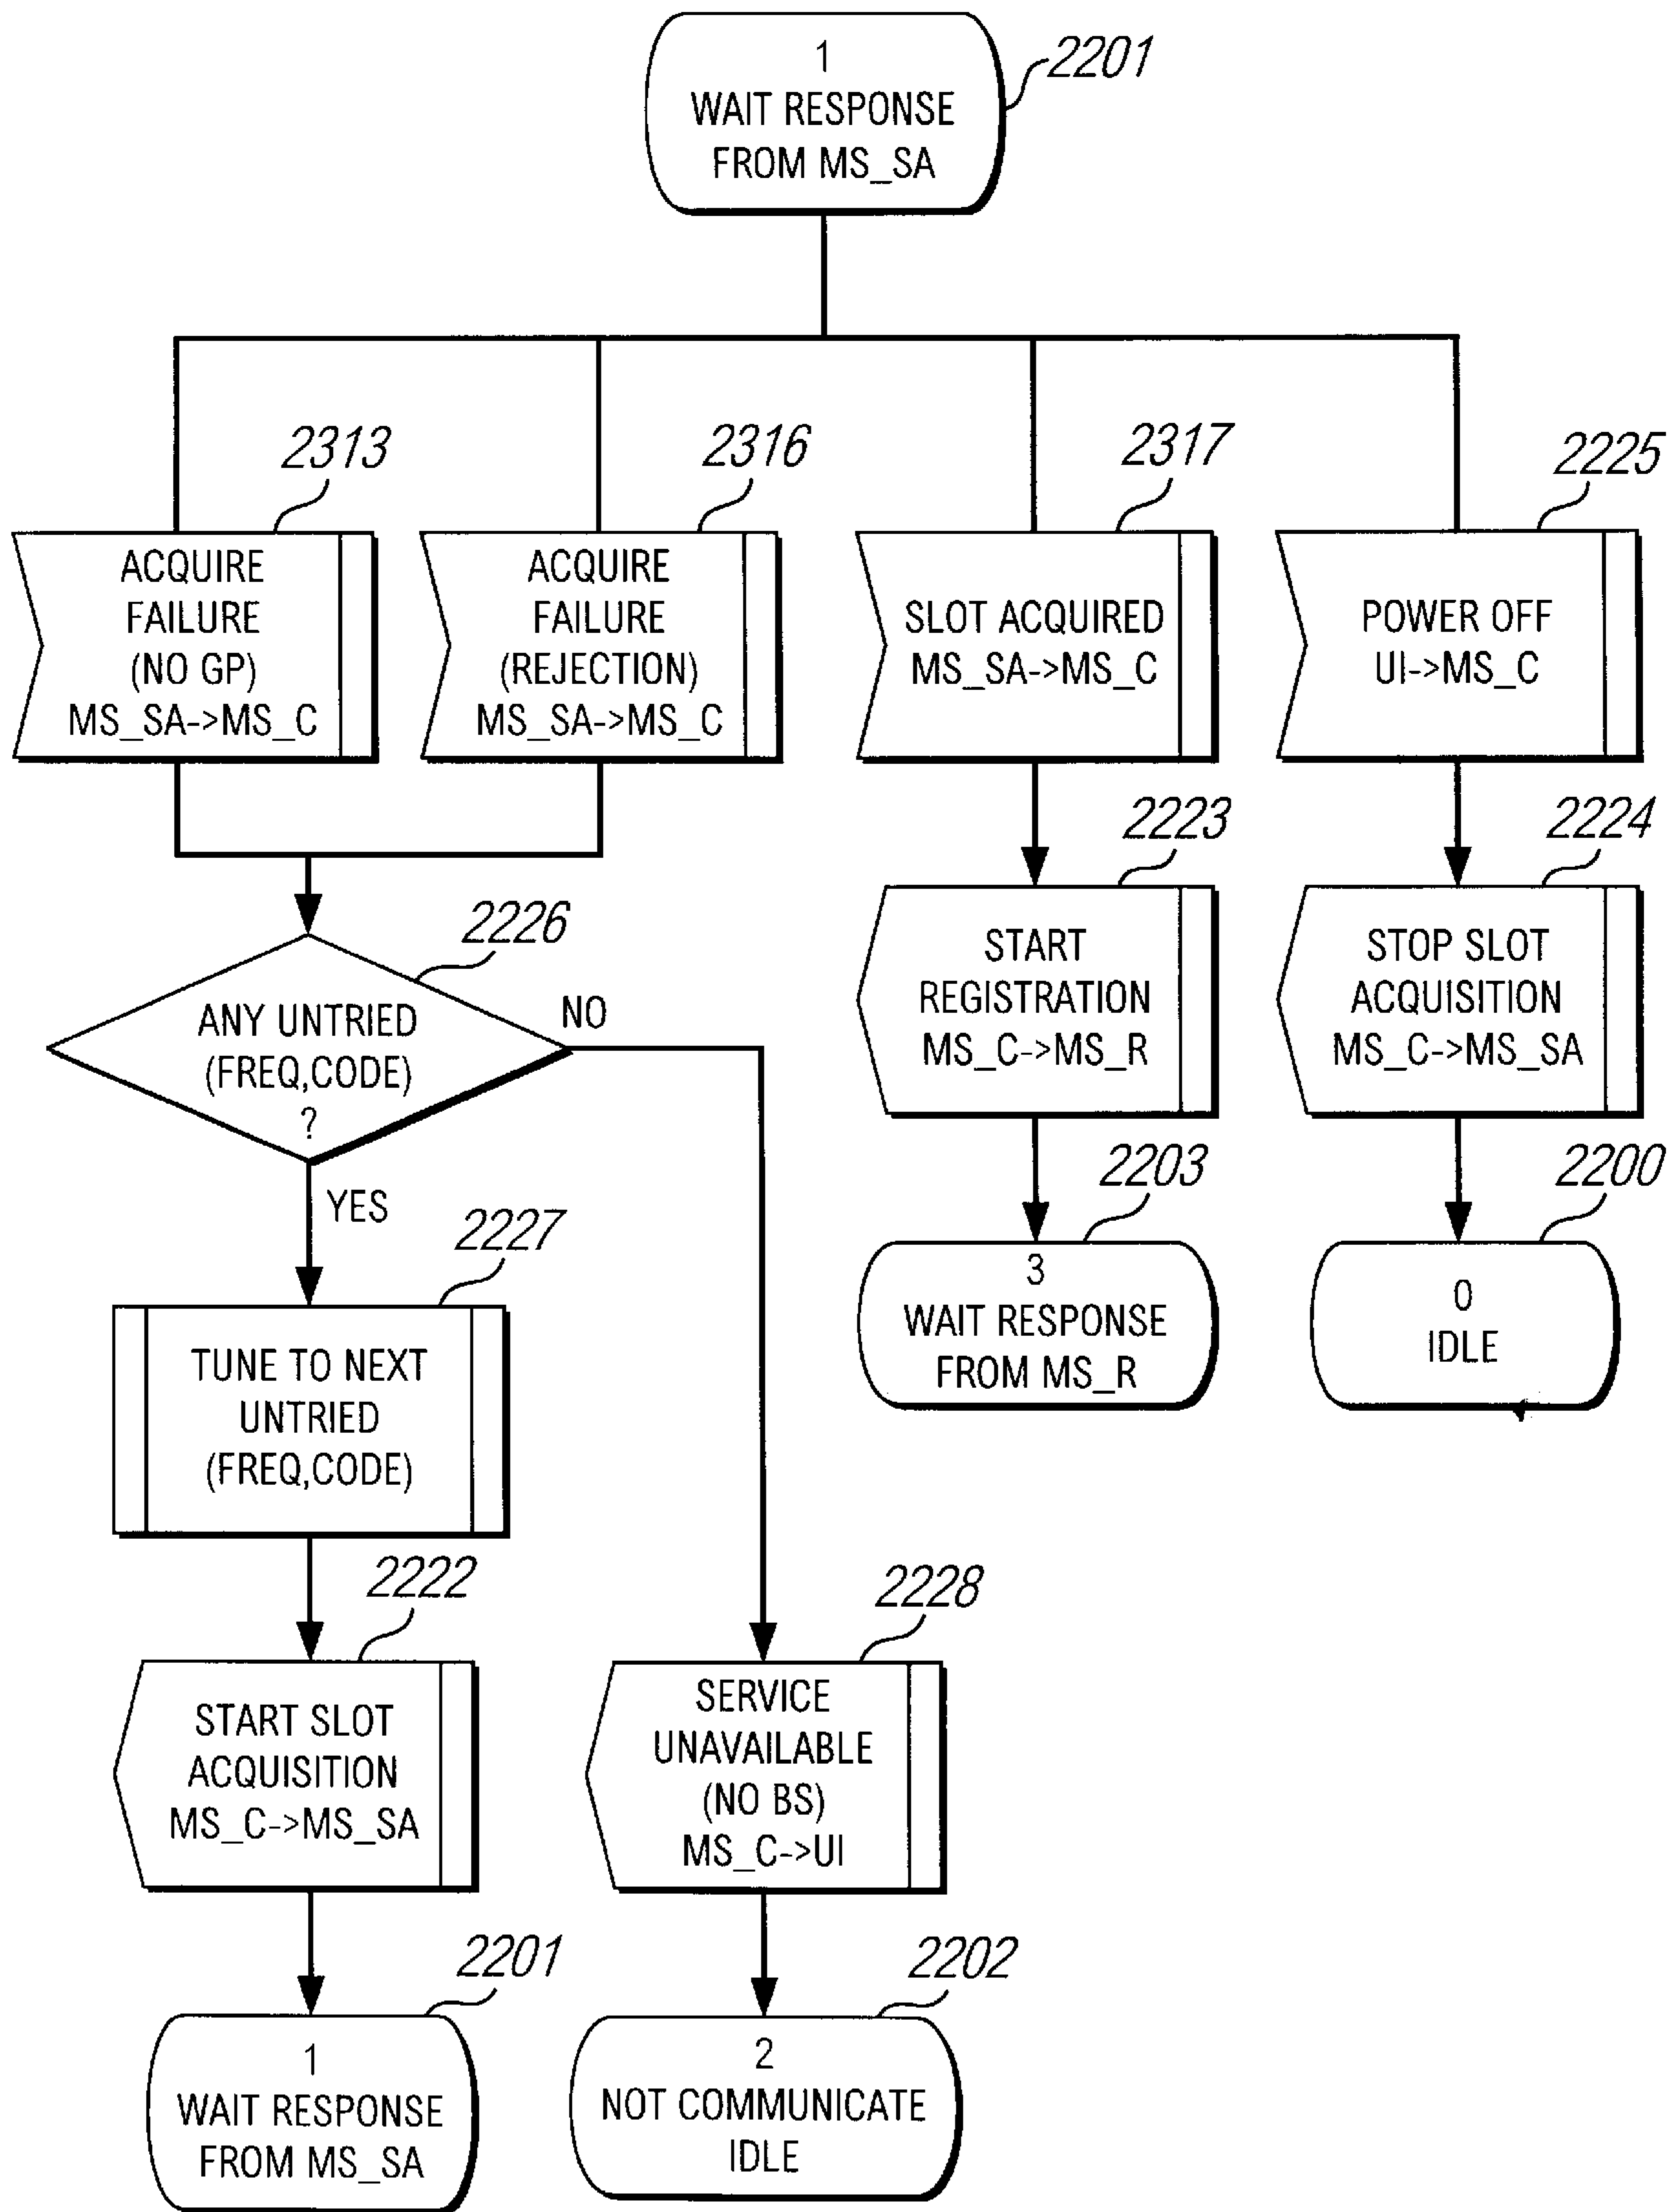 1
WAIT RESPONSE
FROM MS_SA
2201
2313
ACQUIRE
FAILURE
(NO GP)
MS_SA->MS_C
2316
ACQUIRE
FAILURE
(REJECTION)
MS_SA->MS_C
2317
SLOT ACQUIRED
MS_SA->MS_C
2225
POWER OFF
UI->MS_C
2226
ANY UNTRIED
(FREQ,CODE)
?
NO
YES
2223
START
REGISTRATION
MS_C->MS_R
2224
STOP SLOT
ACQUISITION
MS_C->MS_SA
2203
3
WAIT RESPONSE
FROM MS_R
2200
0
IDLE
2227
TUNE TO NEXT
UNTRIED
(FREQ,CODE)
2222
START SLOT
ACQUISITION
MS_C->MS_SA
2228
SERVICE
UNAVAILABLE
(NO BS)
MS_C->UI
2201
1
WAIT RESPONSE
FROM MS_SA
2202
2
NOT COMMUNICATE
IDLE